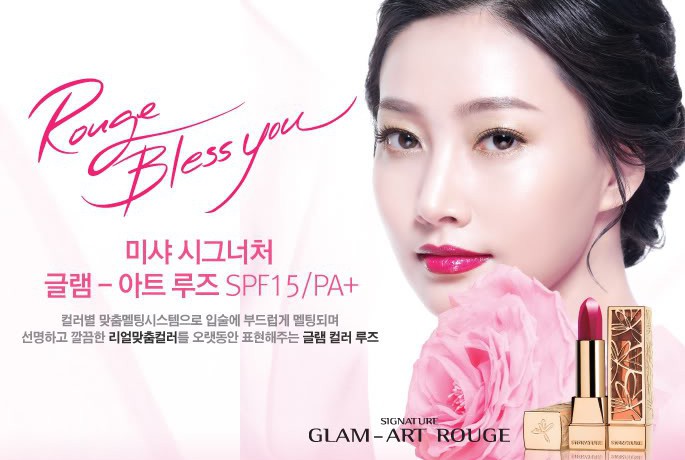 Rouge
Bless you
미샤 시그너처
글램 – 아트 루즈 SPF15/PA+
컬러별 맞춤멜팅시스템으로 입술에 부드럽게 멜팅되며
선명하고 깔끔한 리얼맞춤컬러를 오랫동안 표현해주는 글램 컬러 루즈
SIGNATURE
GLAM – ART ROUGE